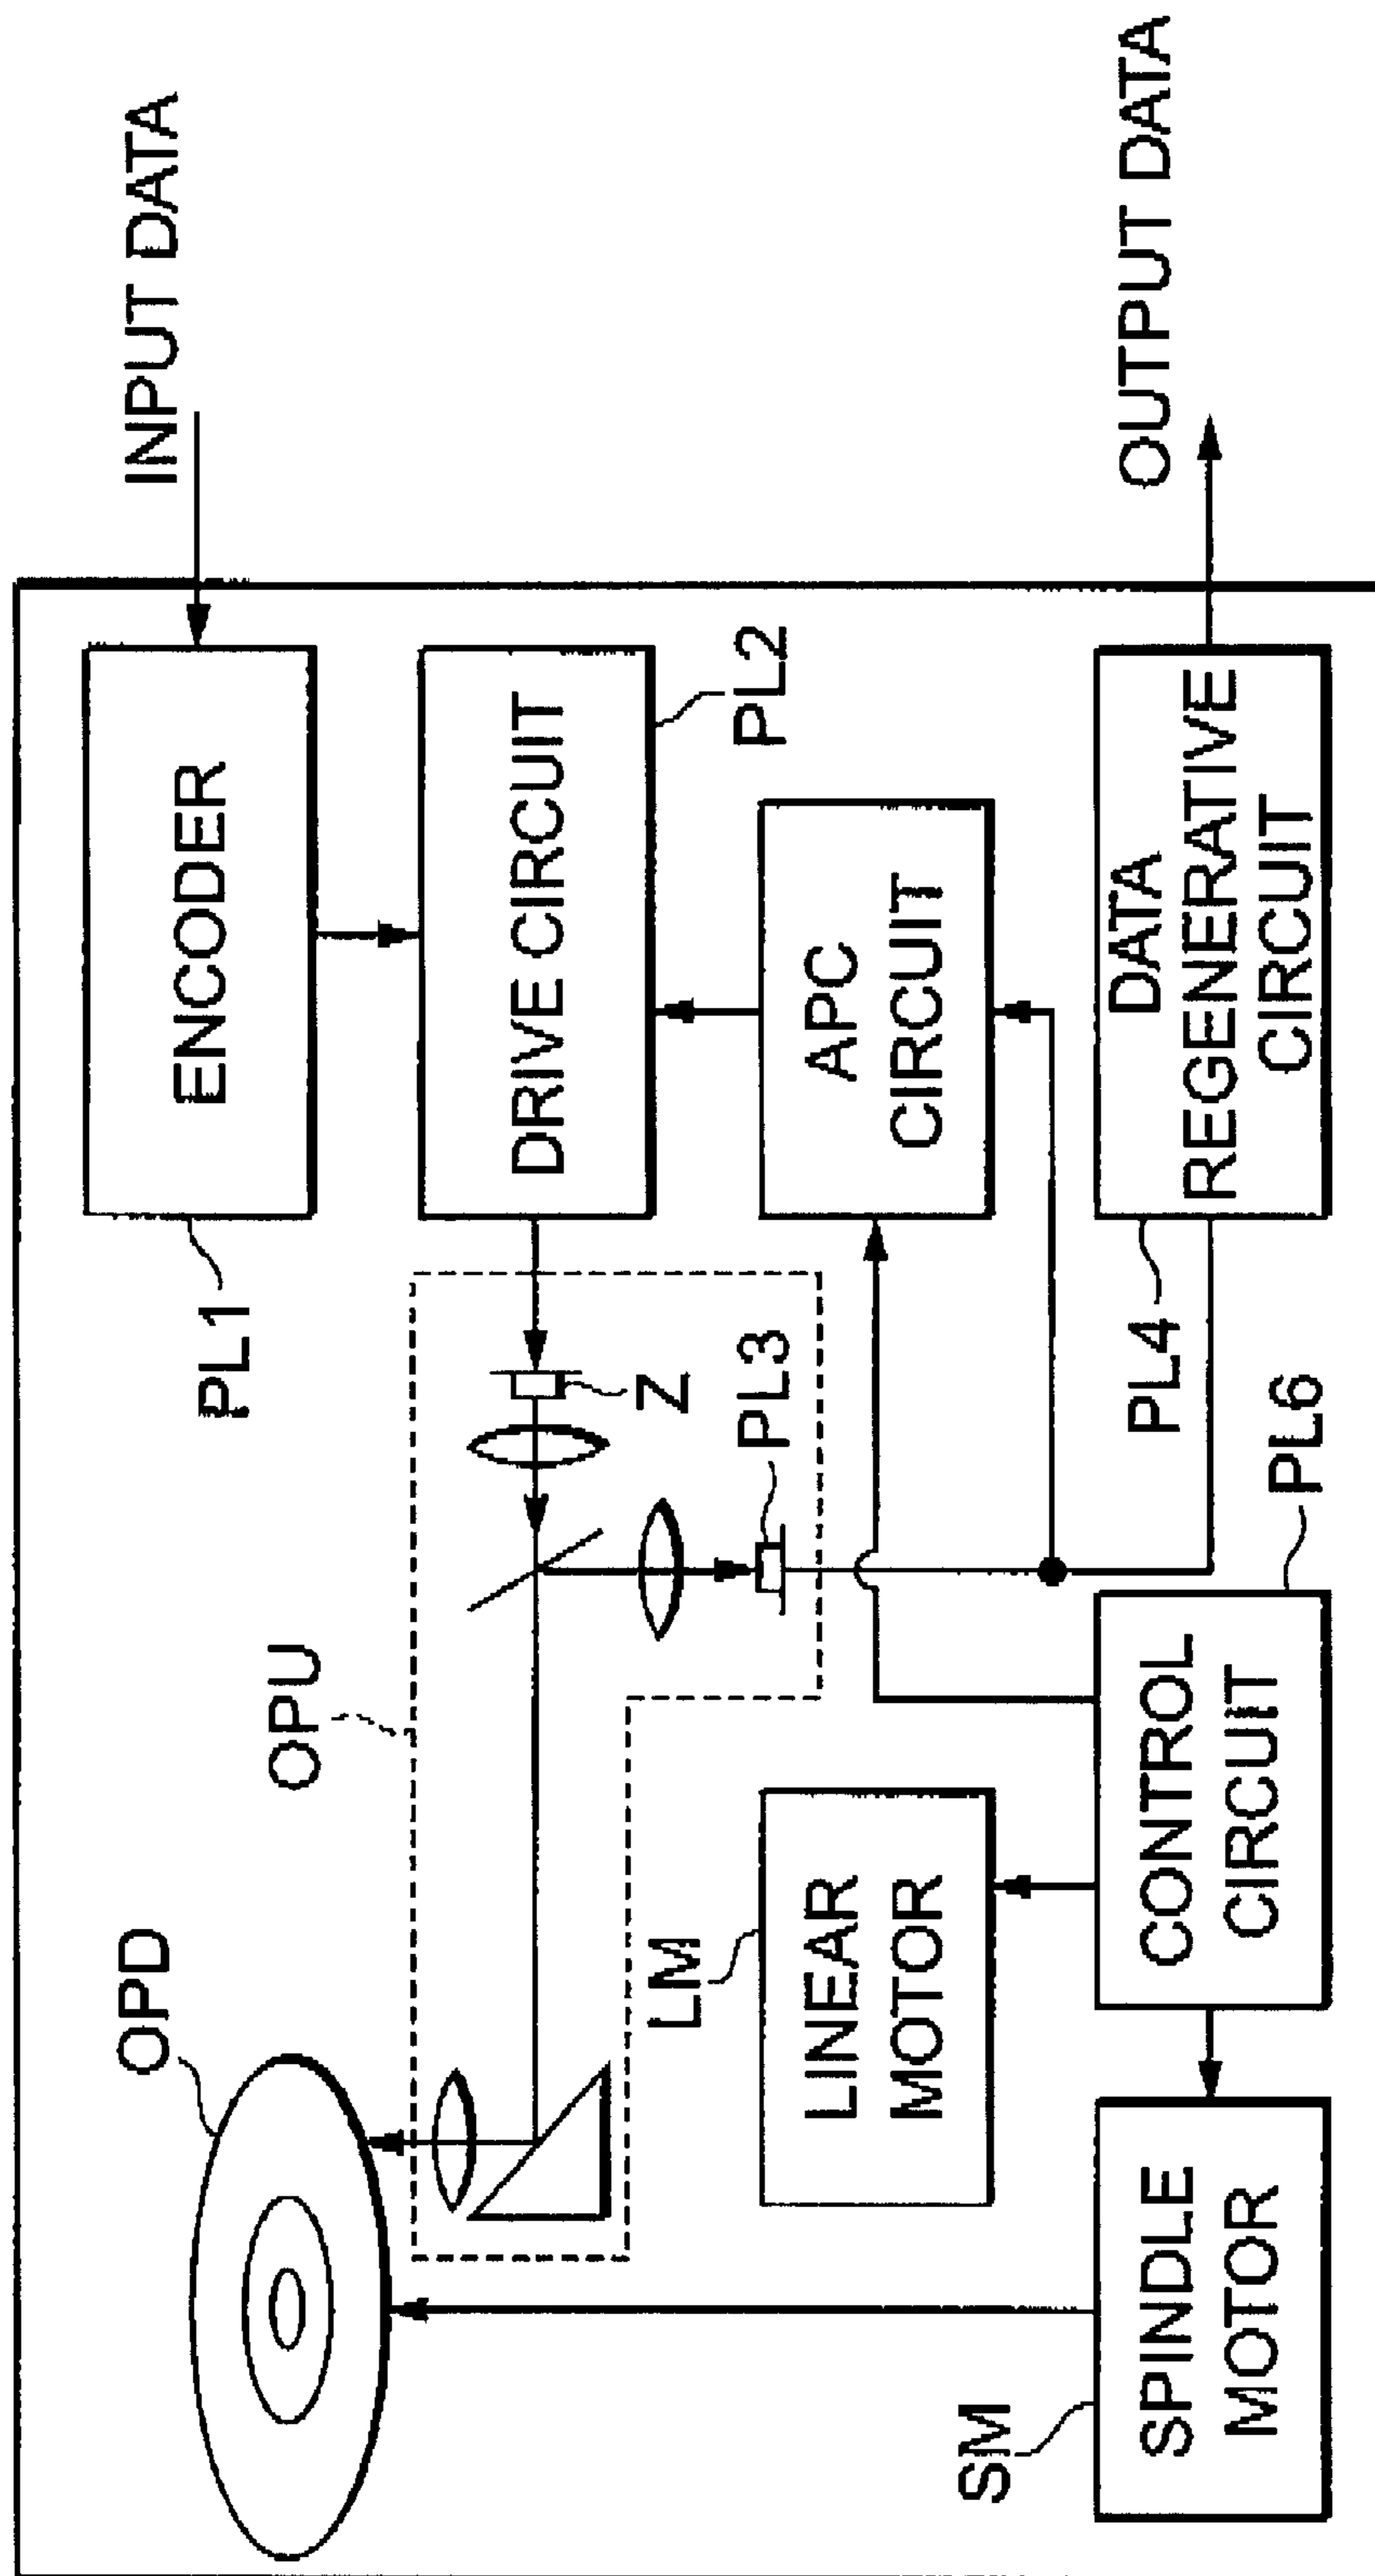 OPD
OPU
PL1
ENCODER
INPUT DATA
DRIVE CIRCUIT
PL2
Z
PL3
LM
LINEAR
MOTOR
APC
CIRCUIT
SM
SPINDLE
MOTOR
CONTROL
CIRCUIT
PL6
PL4
DATA
REGENERATIVE
CIRCUIT
OUTPUT DATA